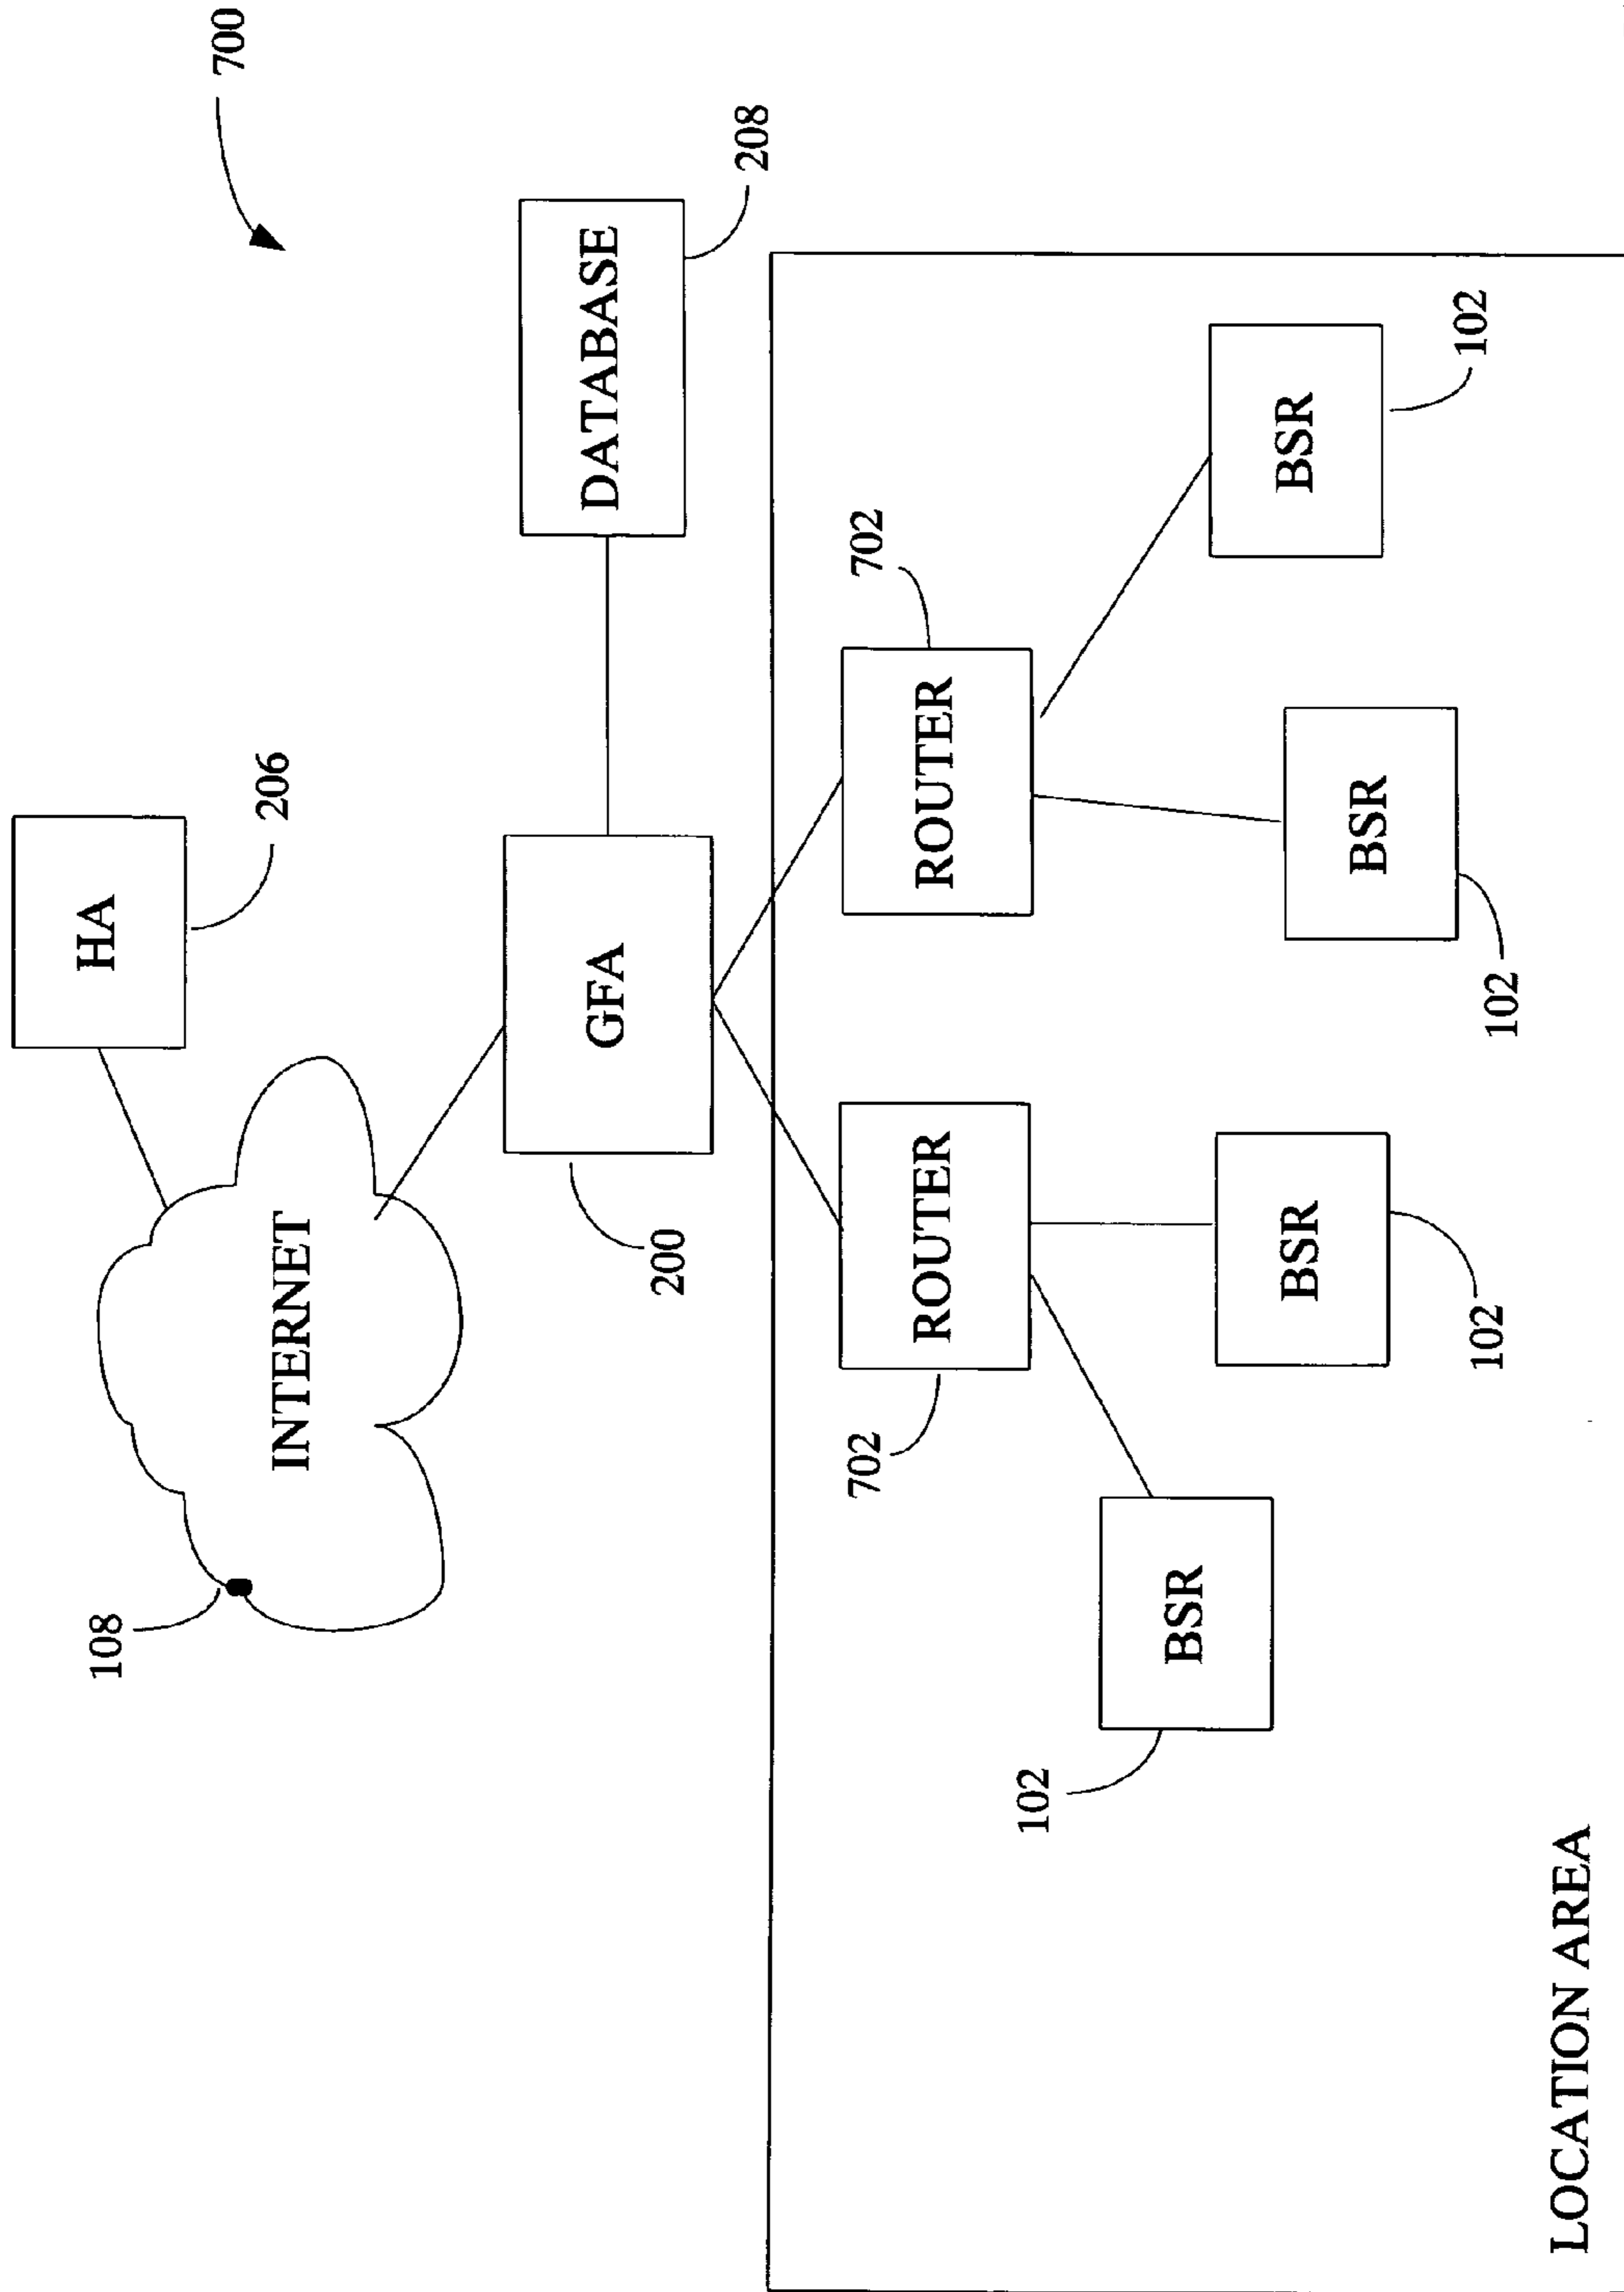 700
HA
206
INTERNET
108
DATABASE
208
GFA
200
ROUTER
702
ROUTER
702
BSR
102
BSR
102
BSR
102
BSR
102
LOCATION AREA